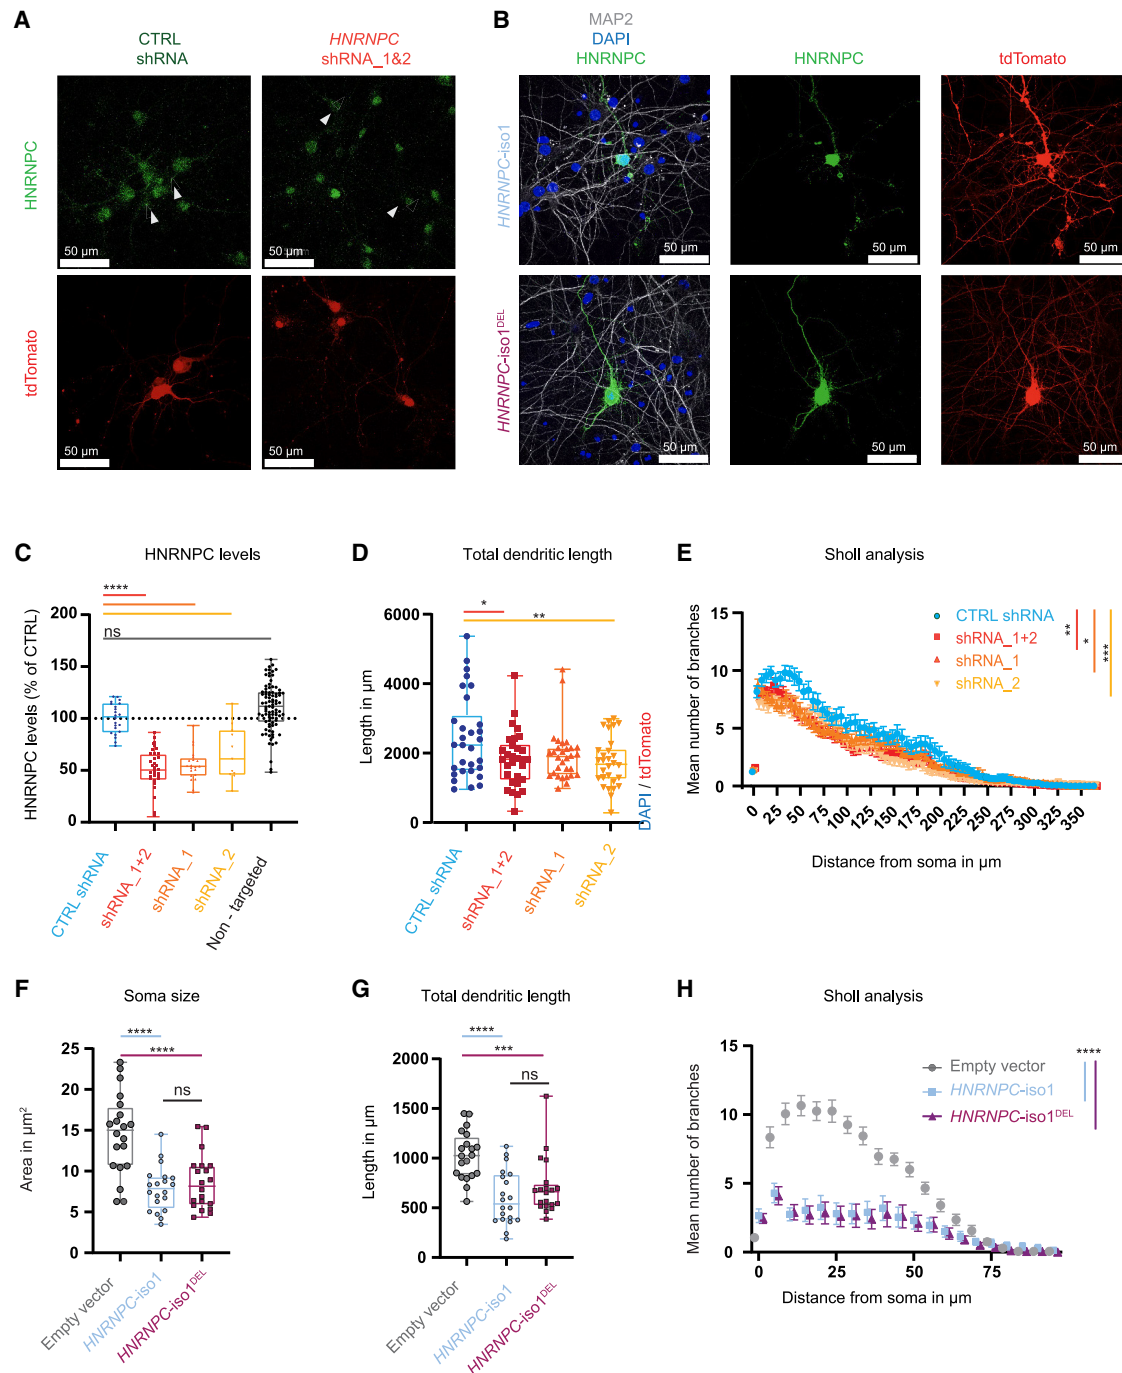 A
CTRL
shRNA
HNRNPC
shRNA_1&2
HNRNPC
50 µm
50 µm
tdTomato
50 µm
50 µm
B
MAP2
DAPI
HNRNPC
HNRNPC
tdTomato
HNRNPC-iso1
50 µm
50 µm
50 µm
HNRNPC-iso1DEL
50 µm
50 µm
50 µm
C
HNRNPC levels
****
ns
HNRNPC levels (% of CTRL)
200
150
100
50
0
CTRL shRNA
shRNA_1+2
shRNA_1
shRNA_2
Non - targeted
D
Total dendritic length
*
**
Length in µm
6000
4000
2000
0
DAPI / tdTomato
CTRL shRNA
shRNA_1+2
shRNA_1
shRNA_2
E
Sholl analysis
Mean number of branches
15
10
5
0
CTRL shRNA
shRNA_1+2
shRNA_1
shRNA_2
**
*
***
0 25 50 75 100 125 150 175 200 225 250 275 300 325 350
Distance from soma in µm
F
Soma size
****
****
ns
Area in µm²
25
20
15
10
5
0
Empty vector
HNRNPC-iso1
HNRNPC-iso1DEL
G
Total dendritic length
****
***
ns
Length in µm
2000
1500
1000
500
0
Empty vector
HNRNPC-iso1
HNRNPC-iso1DEL
H
Sholl analysis
Mean number of branches
15
10
5
0
Empty vector
HNRNPC-iso1
HNRNPC-iso1DEL
****
0 25 50 75
Distance from soma in µm